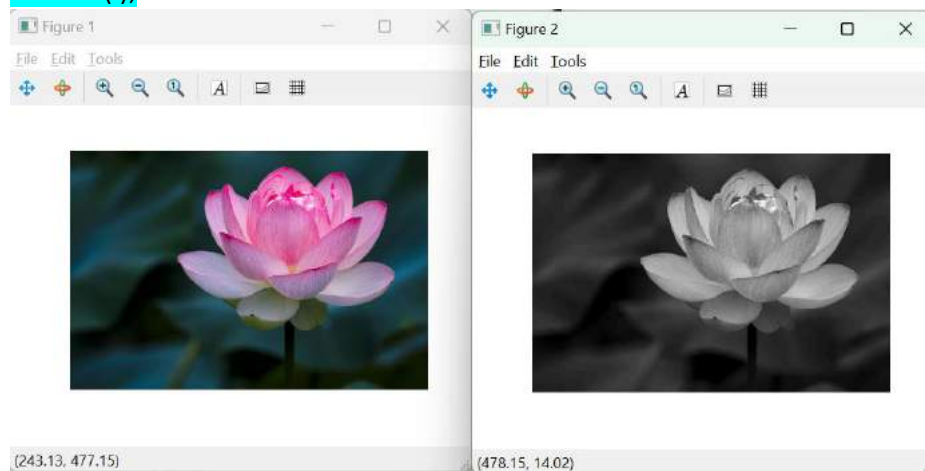 Figure 1
File Edit Tools
A
(243.13, 477.15)
Figure 2
File Edit Tools
A
(478.15, 14.02)